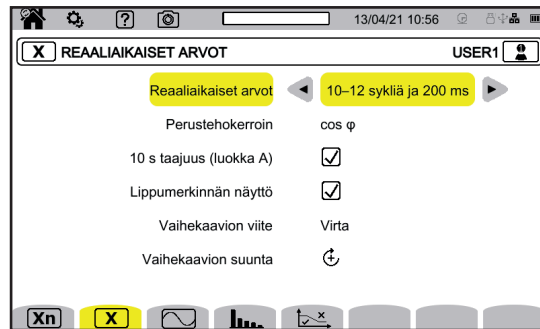 ? 13/04/21 10:56
X REAALIAIKAISET ARVOT USER1
Reaaliaikaiset arvot 10–12 sykliä ja 200 ms
Perustehokerroin cos φ
10 s taajuus (luokka A)
Lippumerkinnän näyttö
Vaihekaavion viite Virta
Vaihekaavion suunta
Xn X x